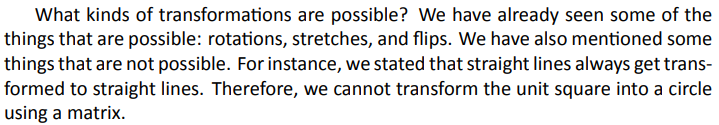 What kinds of transformations are possible? We have already seen some of the
things that are possible: rotations, stretches, and flips. We have also mentioned some
things that are not possible. For instance, we stated that straight lines always get trans-
formed to straight lines. Therefore, we cannot transform the unit square into a circle
using a matrix.